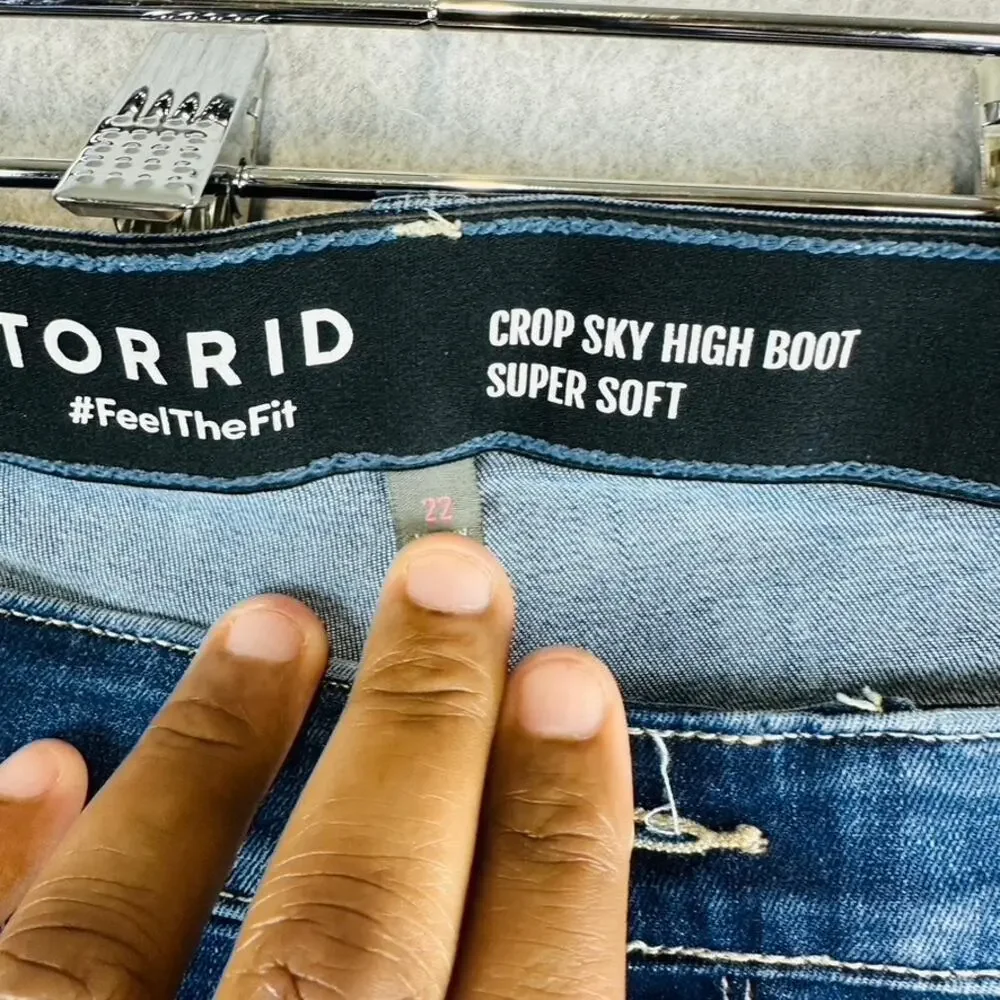 TORRID
#FeelTheFit
CROP SKY HIGH BOOT
SUPER SOFT
22